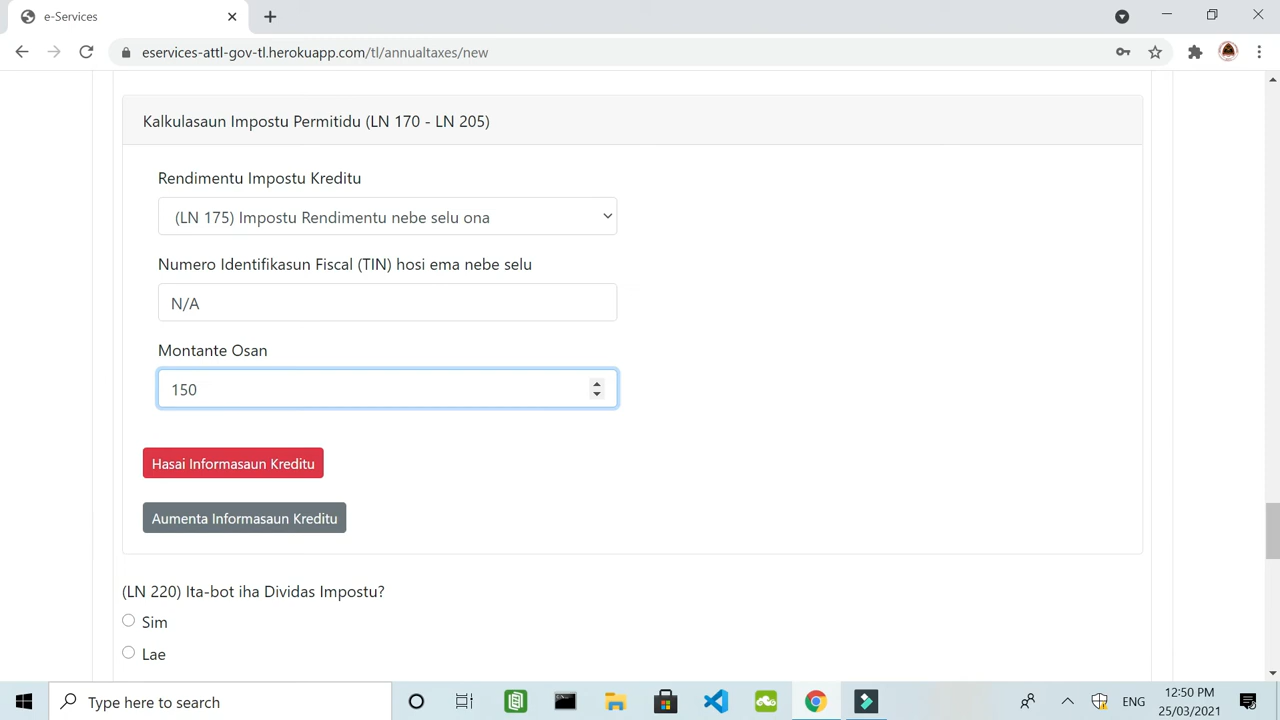 e-Services
eservices-attl-gov-tl.herokuapp.com/tl/annualtaxes/new
Kalkulasaun Impostu Permitidu (LN 170 - LN 205)
Rendimentu Impostu Kreditu
(LN 175) Impostu Rendimentu nebe selu ona
Numero Identifikasun Fiscal (TIN) hosi ema nebe selu
N/A
Montante Osan
150
Hasai Informasaun Kreditu
Aumenta Informasaun Kreditu
(LN 220) Ita-bot iha Dividas Impostu?
Sim
Lae
Type here to search
ENG
12:50 PM
25/03/2021